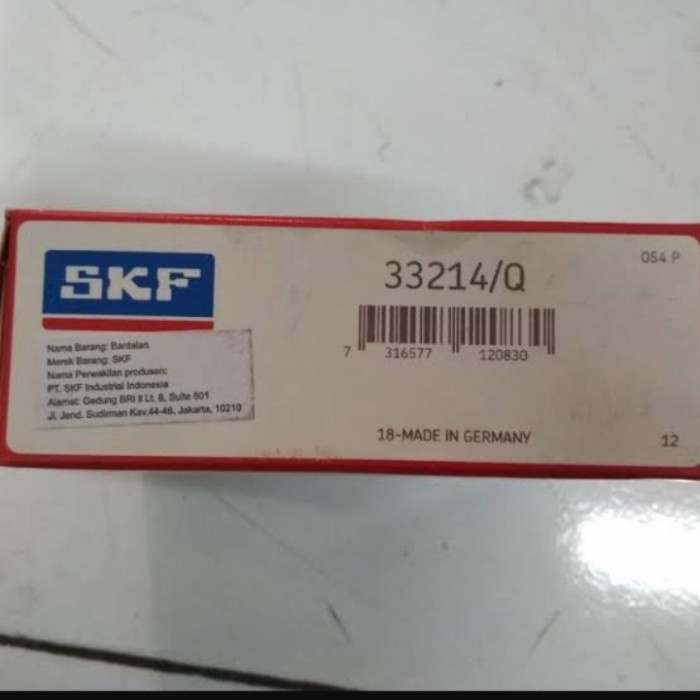 SKF
054 P
33214/Q
7 316577 120830
Nama Barang: Bantalan
Merek Barang: SKF
Nama Perwakilan produsen:
PT. SKF Industrial Indonesia
Alamat: Gedung BRI II Lt. 8, Suite 801
Jl. Jend. Sudirman Kav.44-46, Jakarta, 10210
18-MADE IN GERMANY
12